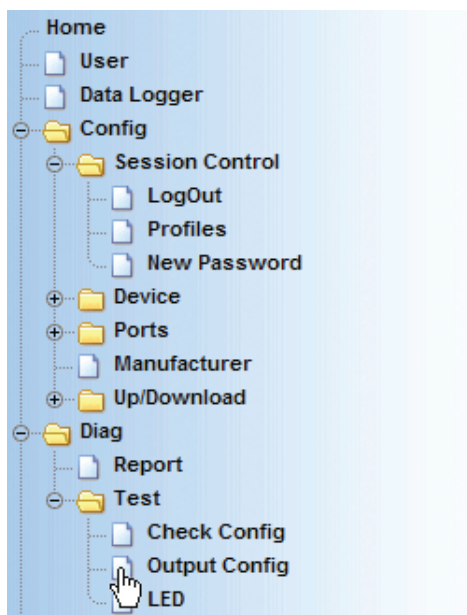 Home
User
Data Logger
Config
Session Control
LogOut
Profiles
New Password
Device
Ports
Manufacturer
Up/Download
Diag
Report
Test
Check Config
Output Config
LED